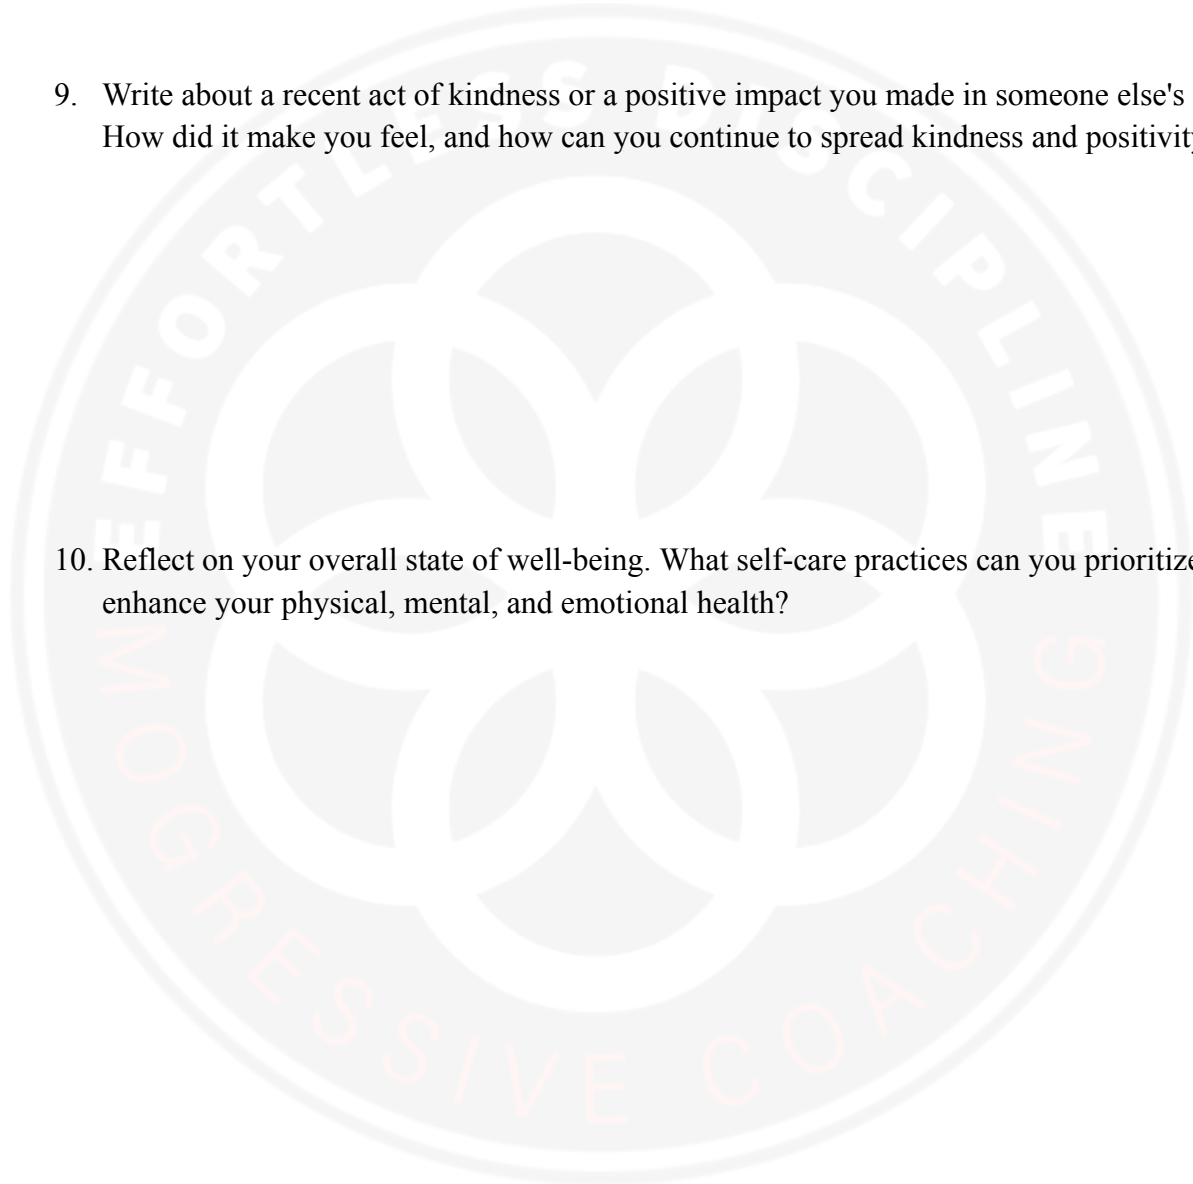 9. Write about a recent act of kindness or a positive impact you made in someone else's
How did it make you feel, and how can you continue to spread kindness and positivity
10. Reflect on your overall state of well-being. What self-care practices can you prioritize
enhance your physical, mental, and emotional health?
EFFORTLESS DISCIPLINE
MOGRESSIVE COACHING